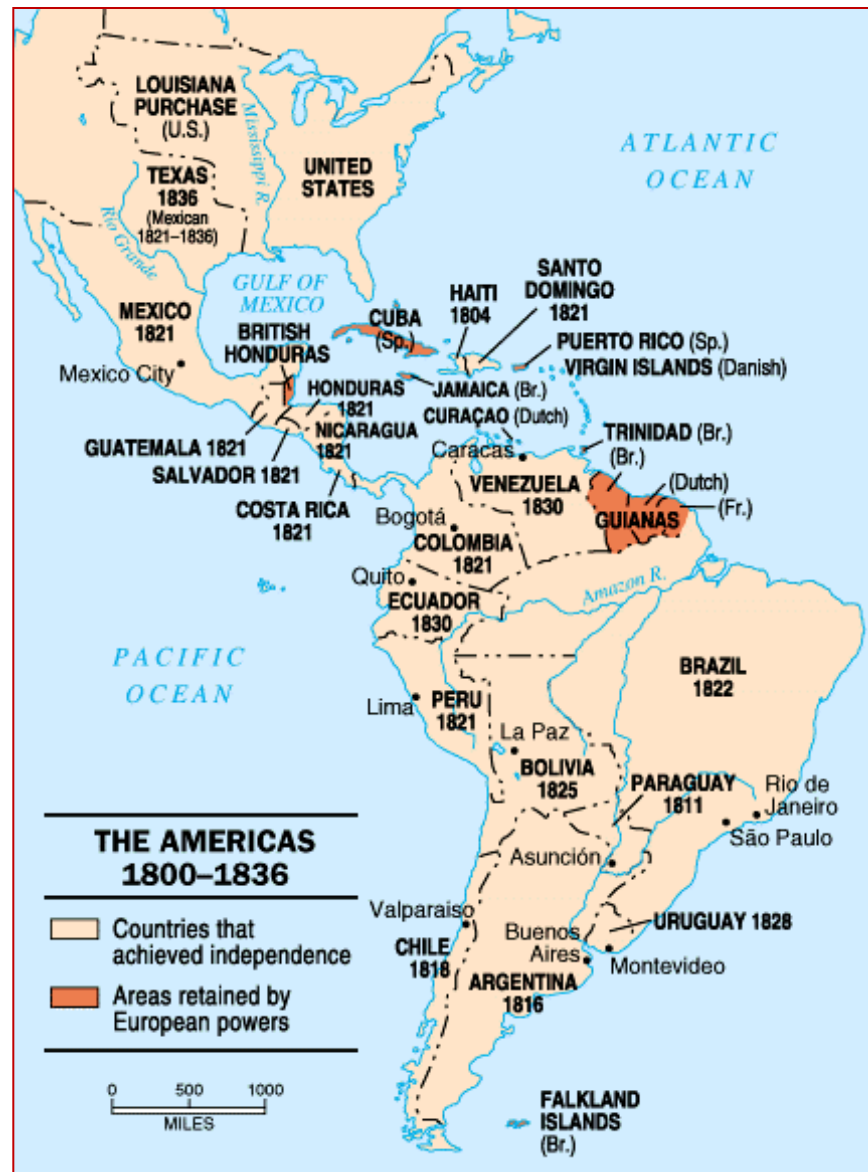 LOUISIANA
PURCHASE
(U.S.)
Mississippi R.
UNITED
STATES
ATLANTIC
OCEAN
TEXAS
1836
(Mexican
1821–1836)
Rio Grande
GULF OF
MEXICO
MEXICO
1821
Mexico City
BRITISH
HONDURAS
CUBA
(Sp.)
HAITI
1804
SANTO
DOMINGO
1821
PUERTO RICO (Sp.)
VIRGIN ISLANDS (Danish)
JAMAICA (Br.)
HONDURAS
1821
CURAÇAO (Dutch)
NICARAGUA
1821
GUATEMALA 1821
SALVADOR 1821
COSTA RICA
1821
Caracas
TRINIDAD (Br.)
(Br.)
(Dutch)
(Fr.)
VENEZUELA
1830
GUIANAS
Bogotá
COLOMBIA
1821
Quito
ECUADOR
1830
Amazon R.
PACIFIC
OCEAN
BRAZIL
1822
Lima
PERU
1821
La Paz
BOLIVIA
1825
PARAGUAY
1811
Rio de
Janeiro
São Paulo
Asunción
Valparaiso
CHILE
1818
Buenos
Aires
URUGUAY 1828
Montevideo
ARGENTINA
1816
FALKLAND
ISLANDS
(Br.)
THE AMERICAS
1800–1836
Countries that
achieved independence
Areas retained by
European powers
0 500 1000
MILES